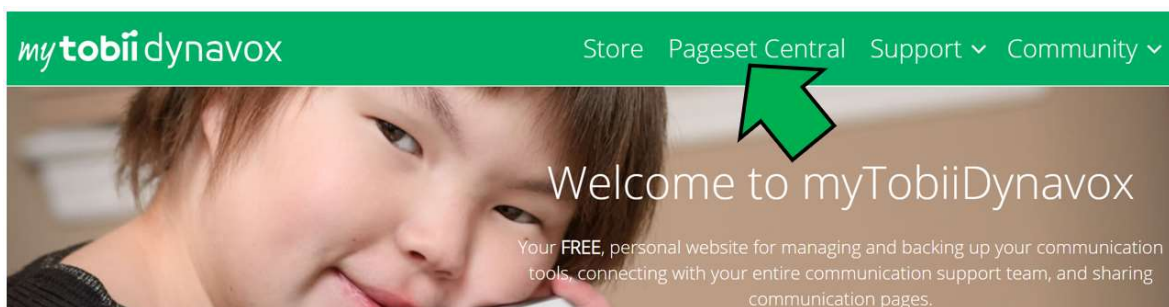 my tobii dynavox
Store Pageset Central Support Community
Welcome to myTobiiDynavox
Your FREE, personal website for managing and backing up your communication
tools, connecting with your entire communication support team, and sharing
communication pages.